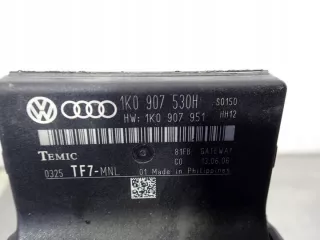 1K0 907 530H S0150
HW: 1K0 907 951 HH12
TEMIC 81FB GATEWAY
C0 12.06.06
0325 TF7-MNL 01 Made in Philippines